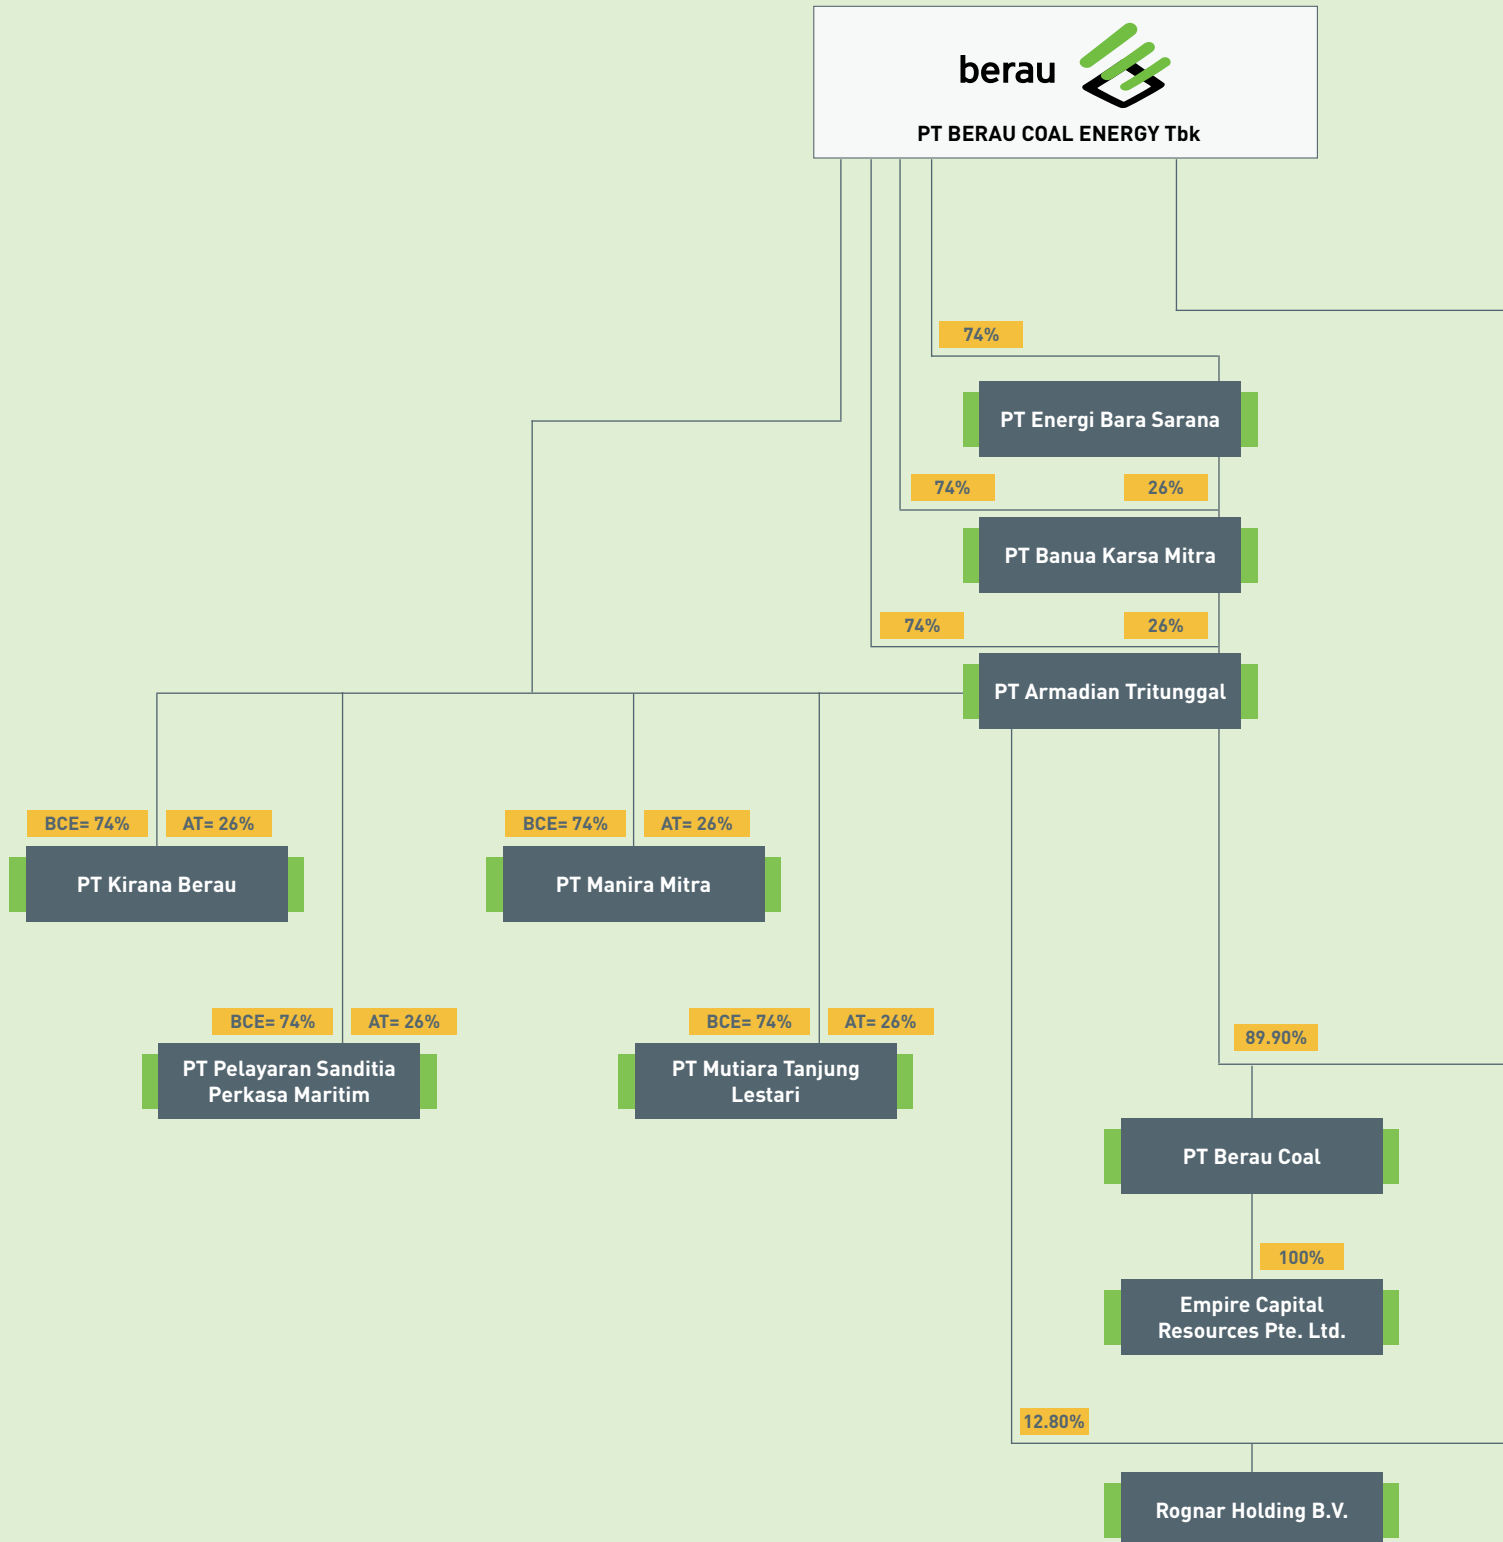 berau
PT BERAU COAL ENERGY Tbk
74%
PT Energi Bara Sarana
74%
26%
PT Banua Karsa Mitra
74%
26%
PT Armadian Tritunggal
BCE= 74%
AT= 26%
BCE= 74%
AT= 26%
PT Kirana Berau
PT Manira Mitra
BCE= 74%
AT= 26%
BCE= 74%
AT= 26%
PT Pelayaran Sanditia
Perkasa Maritim
PT Mutiara Tanjung
Lestari
89.90%
PT Berau Coal
100%
Empire Capital
Resources Pte. Ltd.
12.80%
Rognar Holding B.V.